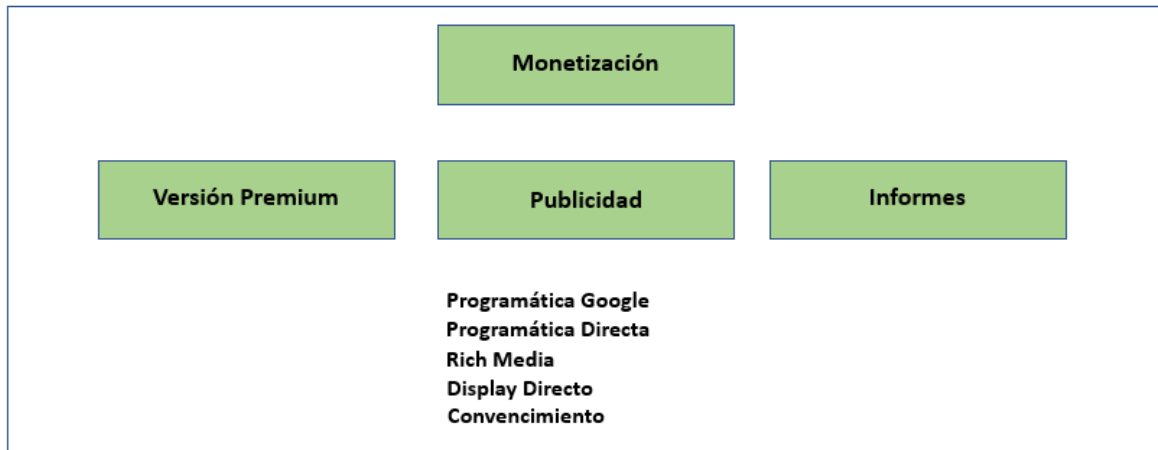 Monetización
Versión Premium
Publicidad
Informes
Programática Google
Programática Directa
Rich Media
Display Directo
Convencimiento